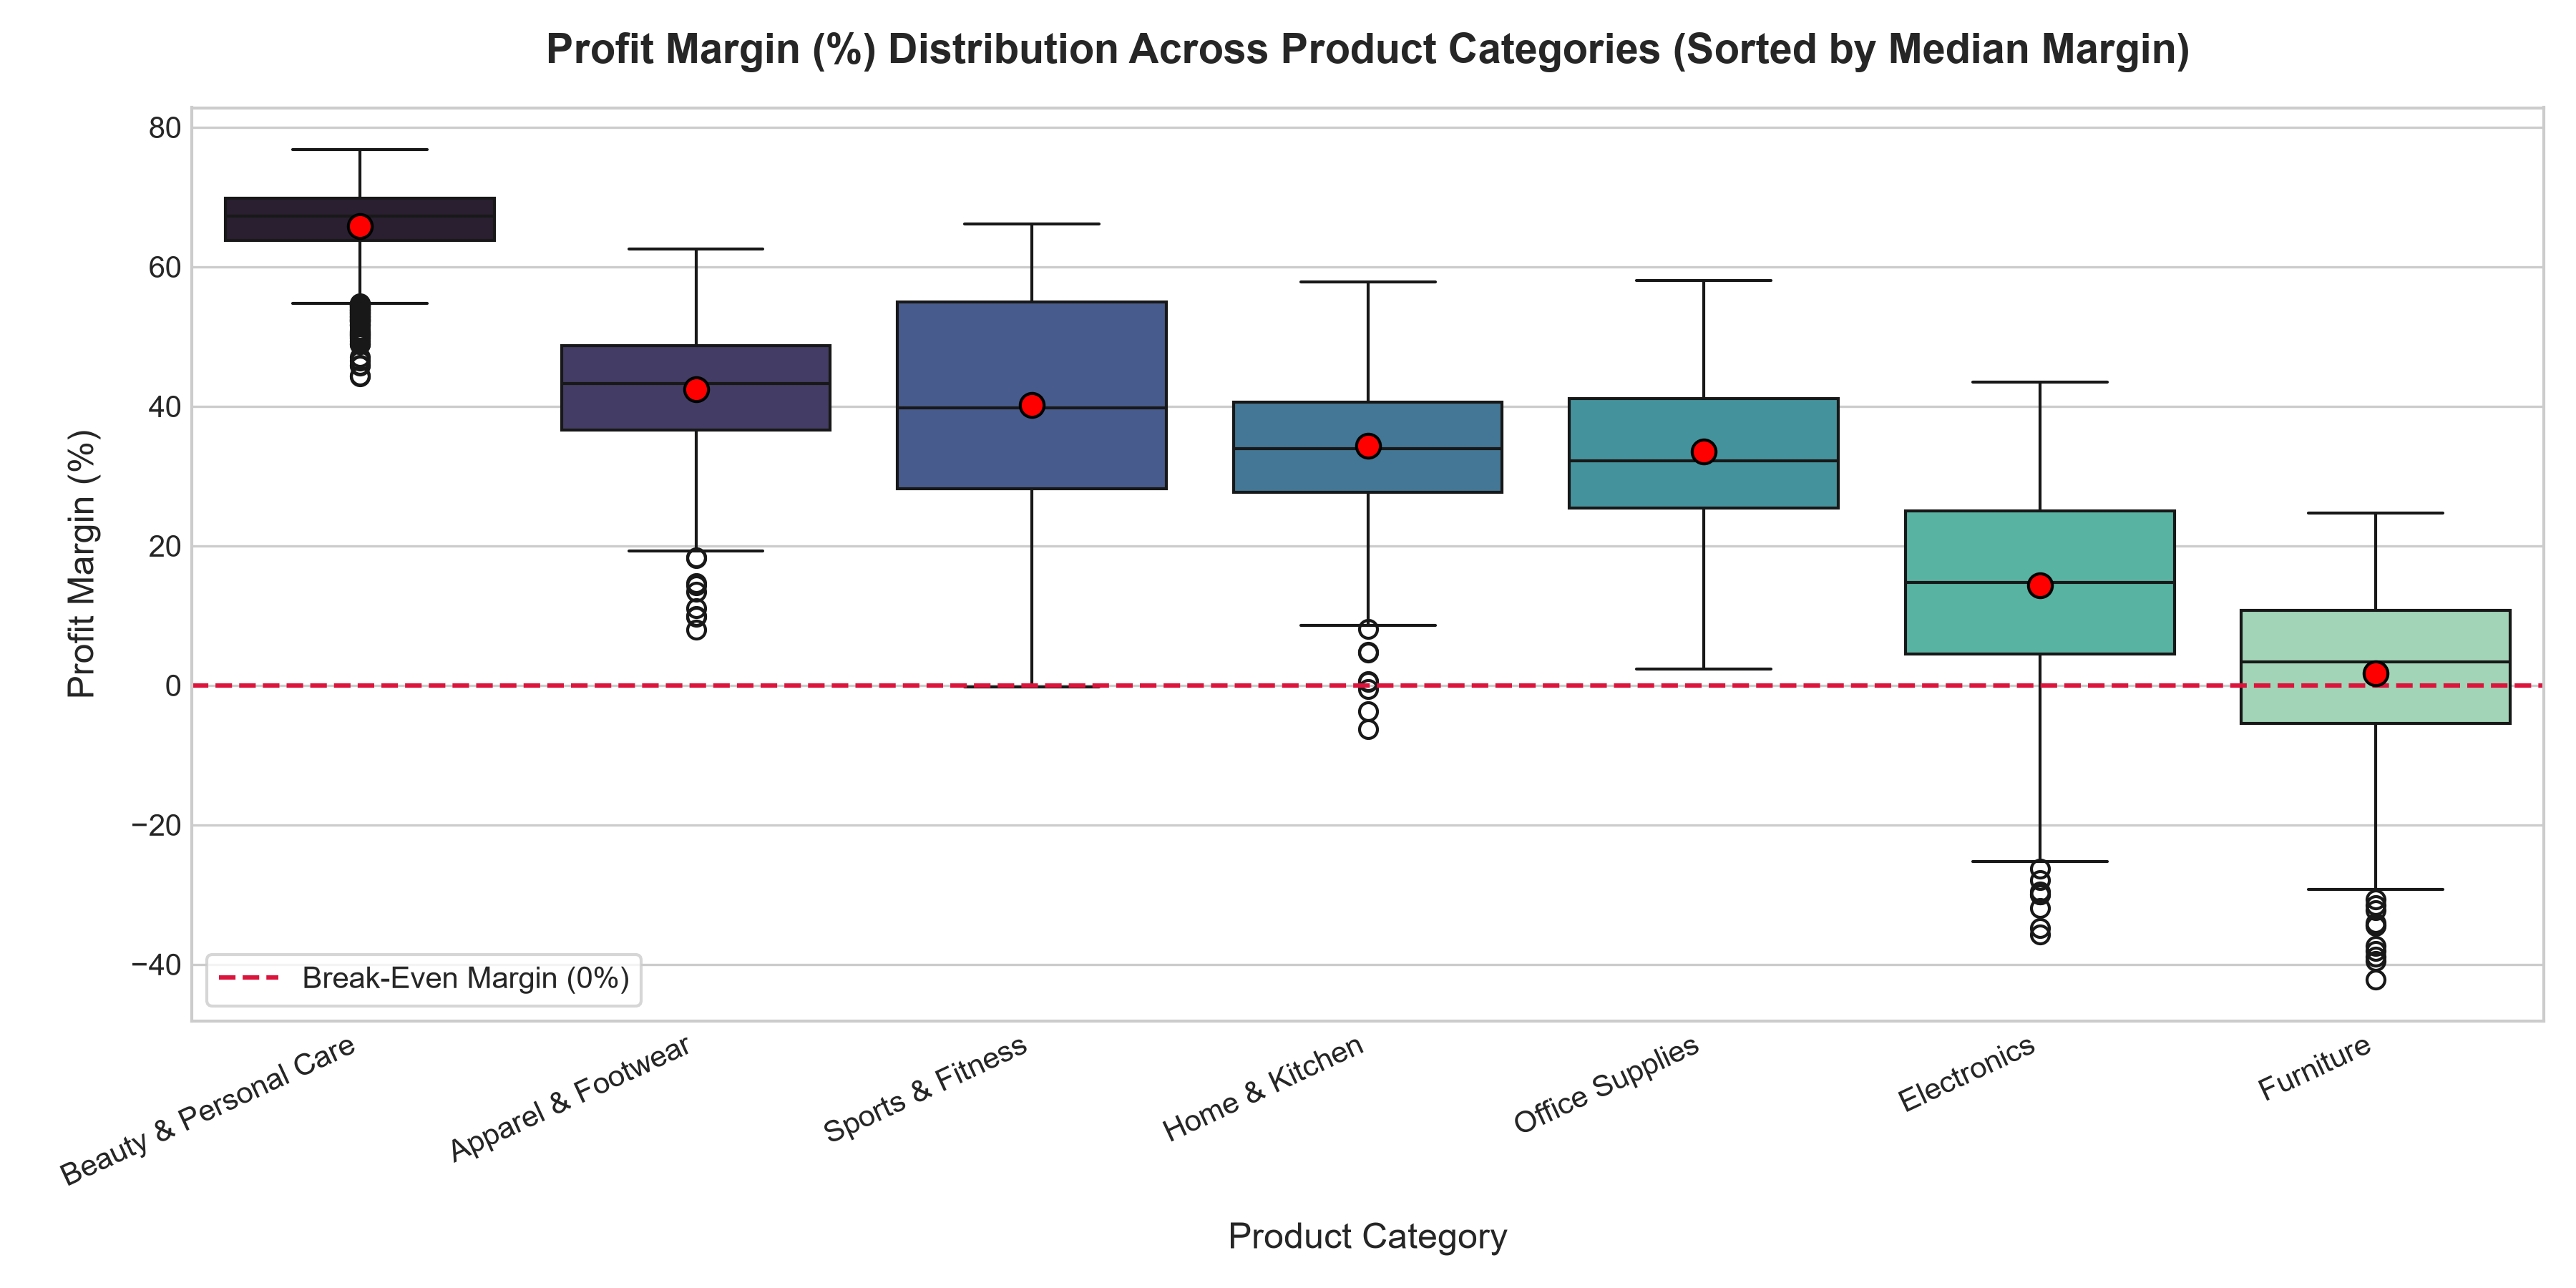 Profit Margin (%) Distribution Across Product Categories (Sorted by Median Margin)
Profit Margin (%)
80
60
40
20
0
−20
−40
Break-Even Margin (0%)
Beauty & Personal Care
Apparel & Footwear
Sports & Fitness
Home & Kitchen
Office Supplies
Electronics
Furniture
Product Category